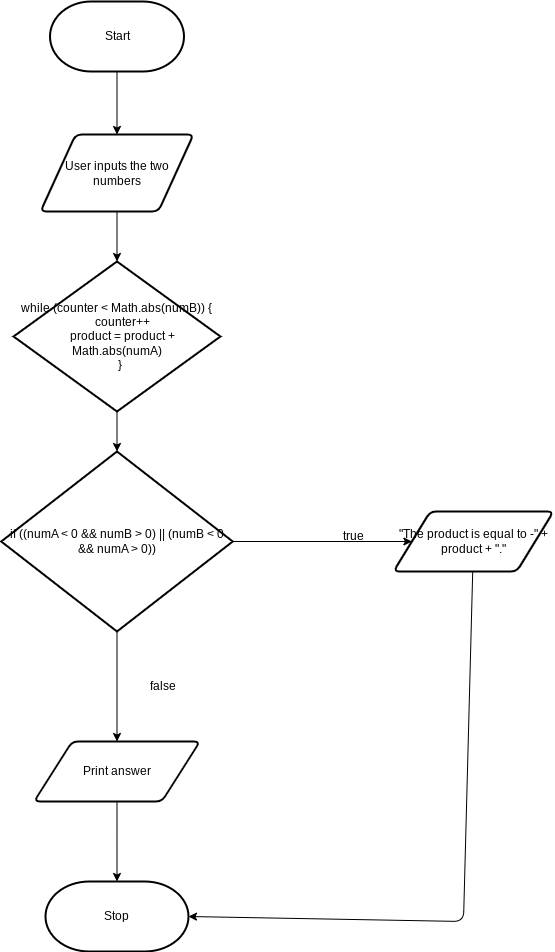 Start
User inputs the two
numbers
while (counter < Math.abs(numB)) {
counter++
product = product +
Math.abs(numA)
}
if ((numA < 0 && numB > 0) || (numB < 0
&& numA > 0))
true
"The product is equal to -" +
product + "."
false
Print answer
Stop